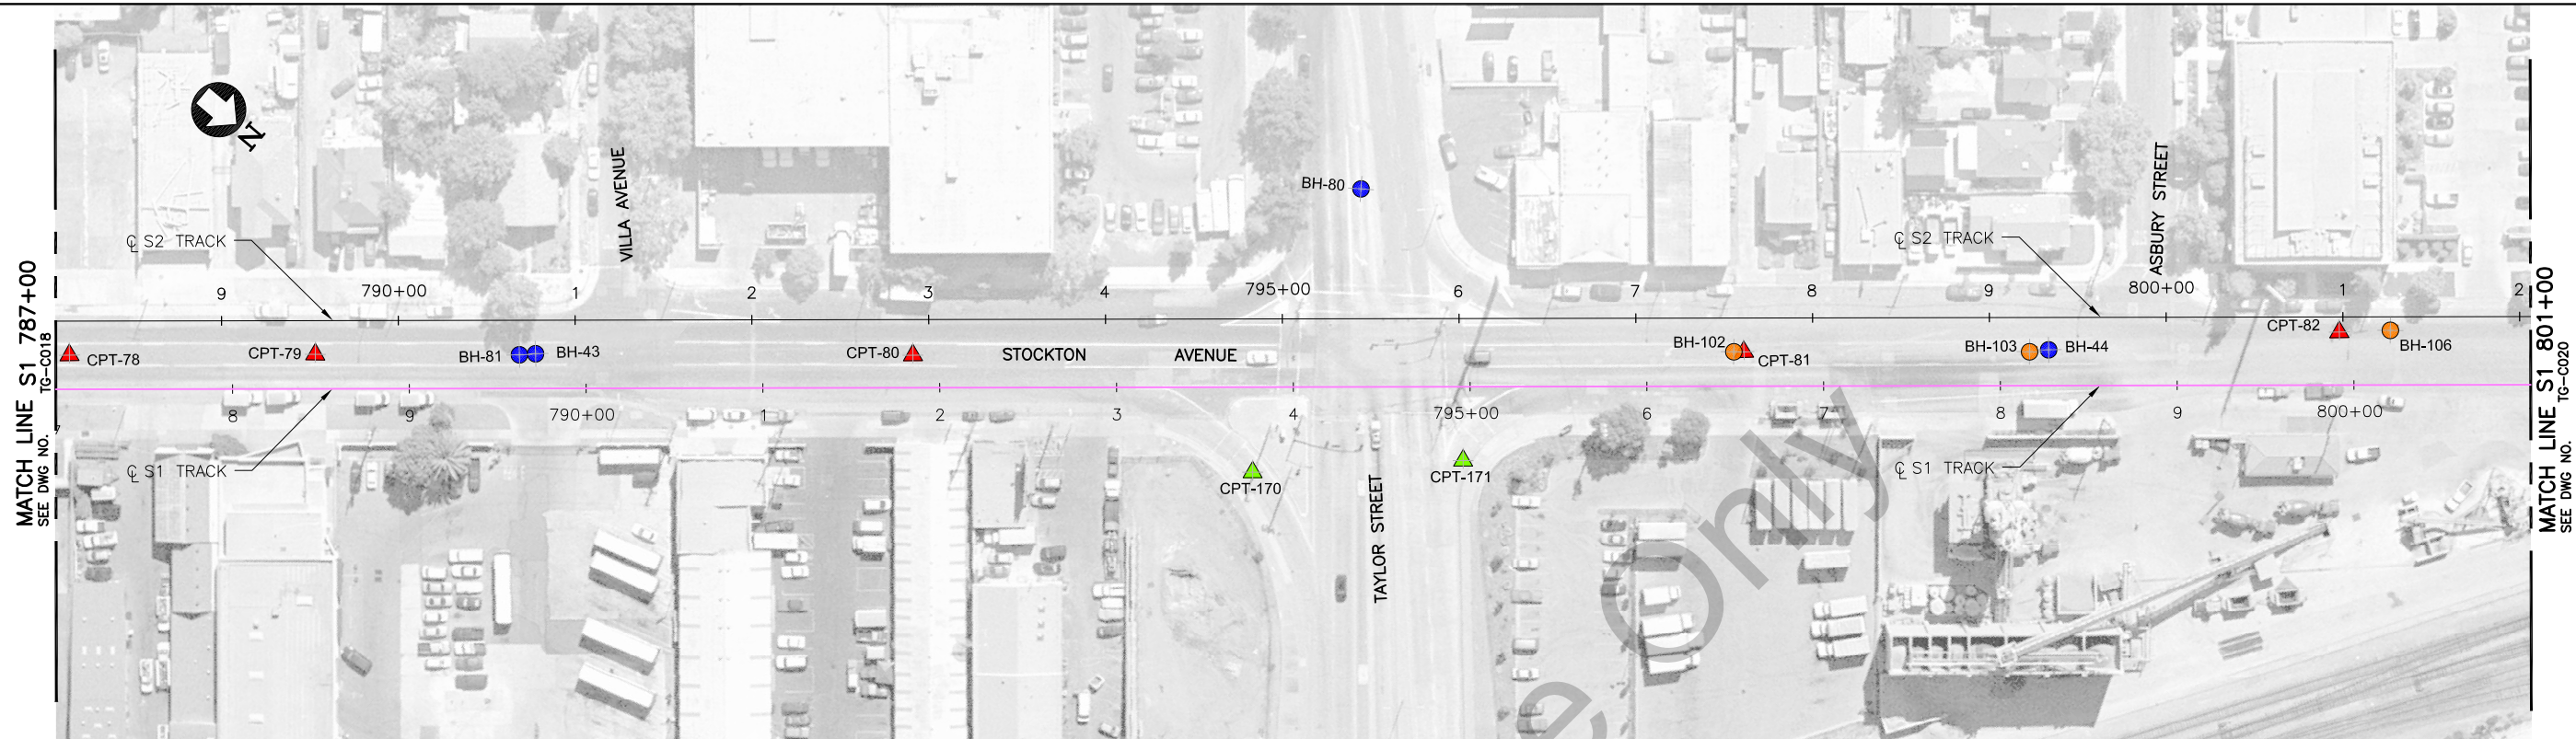 N
VILLA AVENUE
BH-80
ASBURY STREET
℄ S2 TRACK
℄ S2 TRACK
9 790+00 1 2 3 4 795+00 6 7 8 9 800+00 1 2
MATCH LINE S1 787+00
SEE DWG NO. TG-C018
CPT-78
CPT-79
BH-81
BH-43
CPT-80
STOCKTON AVENUE
BH-102
CPT-81
BH-103
BH-44
CPT-82
BH-106
MATCH LINE S1 801+00
SEE DWG NO. TG-C020
8 9 790+00 1 2 3 4 795+00 6 7 8 9 800+00
℄ S1 TRACK
℄ S1 TRACK
CPT-170
CPT-171
TAYLOR STREET
e Only